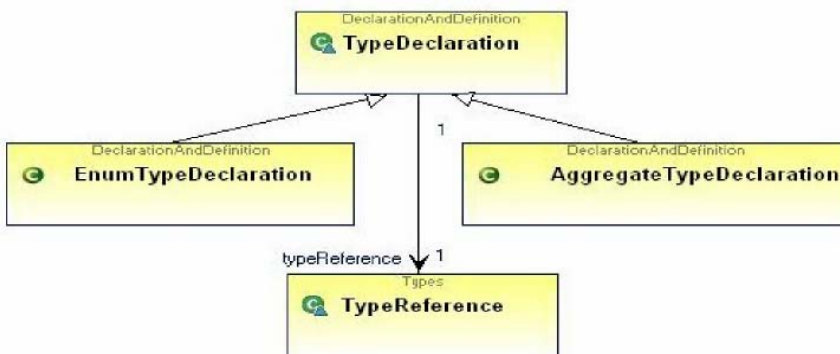 DeclarationAndDefinition
TypeDeclaration
1
DeclarationAndDefinition
EnumTypeDeclaration
DeclarationAndDefinition
AggregateTypeDeclaration
typeReference
1
Types
TypeReference